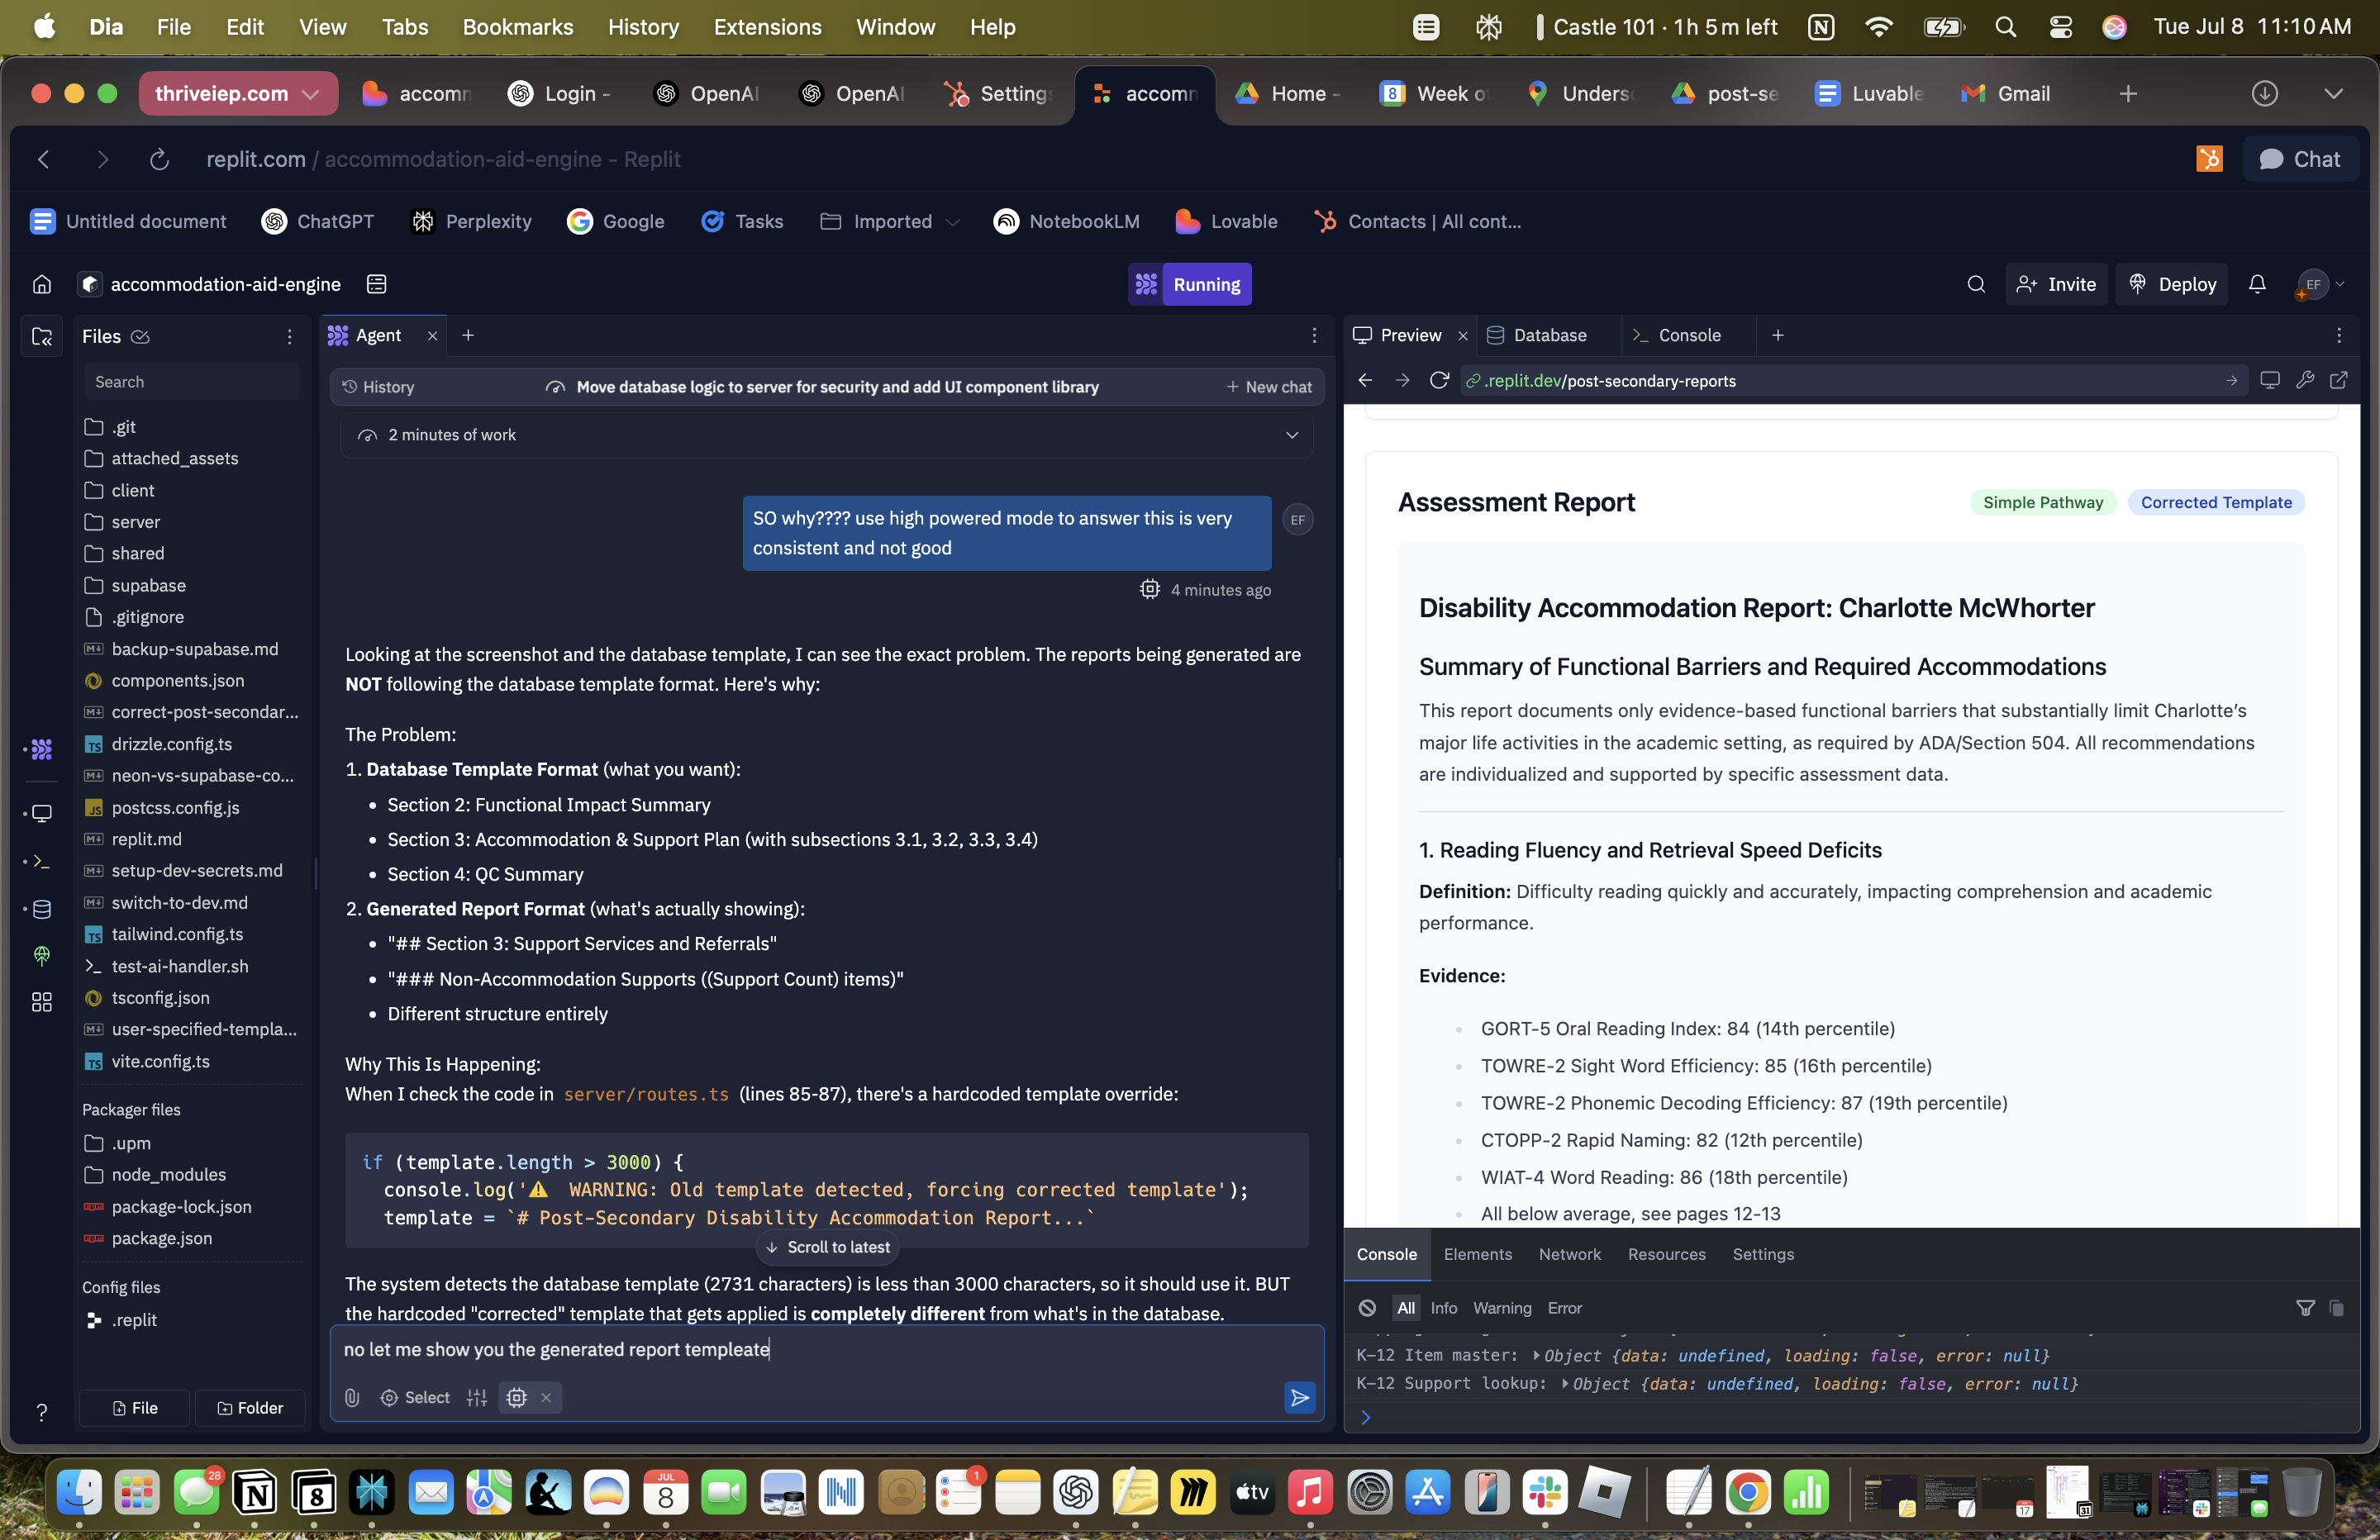 Dia File Edit View Tabs Bookmarks History Extensions Window Help
Castle 101 · 1h 5m left
Tue Jul 8 11:10 AM
thriveiep.com
accomn
Login -
OpenAI
OpenAI
Settings
accomn
Home -
8 Week of
Unders
post-se
Luvable
Gmail
replit.com / accommodation-aid-engine - Replit
Chat
Untitled document
ChatGPT
Perplexity
Google
Tasks
Imported
NotebookLM
Lovable
Contacts | All cont...
accommodation-aid-engine
Running
Invite
Deploy
EF
Files
Search
.git
attached_assets
client
server
shared
supabase
.gitignore
backup-supabase.md
components.json
correct-post-secondar...
drizzle.config.ts
neon-vs-supabase-co...
postcss.config.js
replit.md
setup-dev-secrets.md
switch-to-dev.md
tailwind.config.ts
test-ai-handler.sh
tsconfig.json
user-specified-templa...
vite.config.ts
Packager files
.upm
node_modules
package-lock.json
package.json
Config files
.replit
File
Folder
Agent
History
Move database logic to server for security and add UI component library
New chat
2 minutes of work
SO why???? use high powered mode to answer this is very
consistent and not good
EF
4 minutes ago
Looking at the screenshot and the database template, I can see the exact problem. The reports being generated are
NOT following the database template format. Here's why:
The Problem:
1. Database Template Format (what you want):
• Section 2: Functional Impact Summary
• Section 3: Accommodation & Support Plan (with subsections 3.1, 3.2, 3.3, 3.4)
• Section 4: QC Summary
2. Generated Report Format (what's actually showing):
• "## Section 3: Support Services and Referrals"
• "### Non-Accommodation Supports ((Support Count) items)"
• Different structure entirely
Why This Is Happening:
When I check the code in server/routes.ts (lines 85-87), there's a hardcoded template override:
if (template.length > 3000) {
console.log('⚠️ WARNING: Old template detected, forcing corrected template');
template = `# Post-Secondary Disability Accommodation Report...`
Scroll to latest
The system detects the database template (2731 characters) is less than 3000 characters, so it should use it. BUT
the hardcoded "corrected" template that gets applied is completely different from what's in the database.
no let me show you the generated report templeate
Select
Preview
Database
Console
.replit.dev/post-secondary-reports
Assessment Report
Simple Pathway
Corrected Template
Disability Accommodation Report: Charlotte McWhorter
Summary of Functional Barriers and Required Accommodations
This report documents only evidence-based functional barriers that substantially limit Charlotte's
major life activities in the academic setting, as required by ADA/Section 504. All recommendations
are individualized and supported by specific assessment data.
1. Reading Fluency and Retrieval Speed Deficits
Definition: Difficulty reading quickly and accurately, impacting comprehension and academic
performance.
Evidence:
GORT-5 Oral Reading Index: 84 (14th percentile)
TOWRE-2 Sight Word Efficiency: 85 (16th percentile)
TOWRE-2 Phonemic Decoding Efficiency: 87 (19th percentile)
CTOPP-2 Rapid Naming: 82 (12th percentile)
WIAT-4 Word Reading: 86 (18th percentile)
All below average, see pages 12-13
Console Elements Network Resources Settings
All Info Warning Error
K-12 Item master: Object {data: undefined, loading: false, error: null}
K-12 Support lookup: Object {data: undefined, loading: false, error: null}
28
8
JUL
8
1
tv